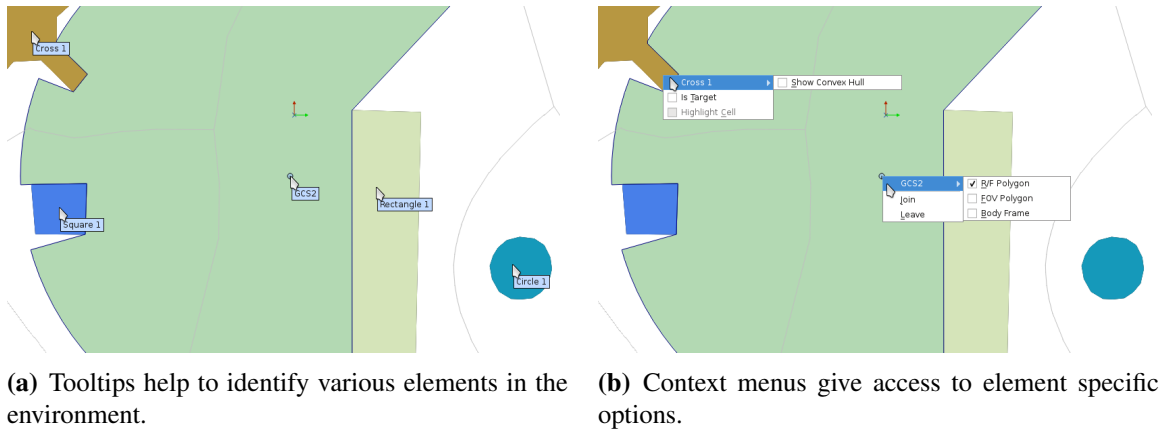 Cross 1
GCS2
Rectangle 1
Square 1
Circle 1
Cross 1
Show Convex Hull
Is Target
Highlight Cell
GCS2
R/F Polygon
Join
FOV Polygon
Leave
Body Frame
(a) Tooltips help to identify various elements in the
environment.
(b) Context menus give access to element specific
options.